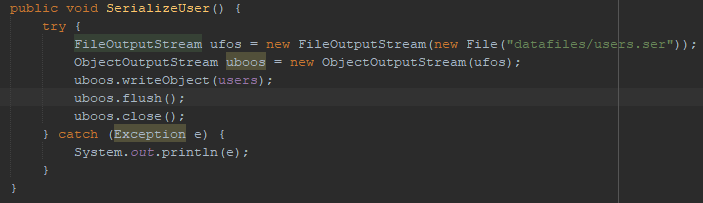 public void SerializeUser() {
try {
FileOutputStream ufos = new FileOutputStream(new File("datafiles/users.ser"));
ObjectOutputStream uboos = new ObjectOutputStream(ufos);
uboos.writeObject(users);
uboos.flush();
uboos.close();
} catch (Exception e) {
System.out.println(e);
}
}